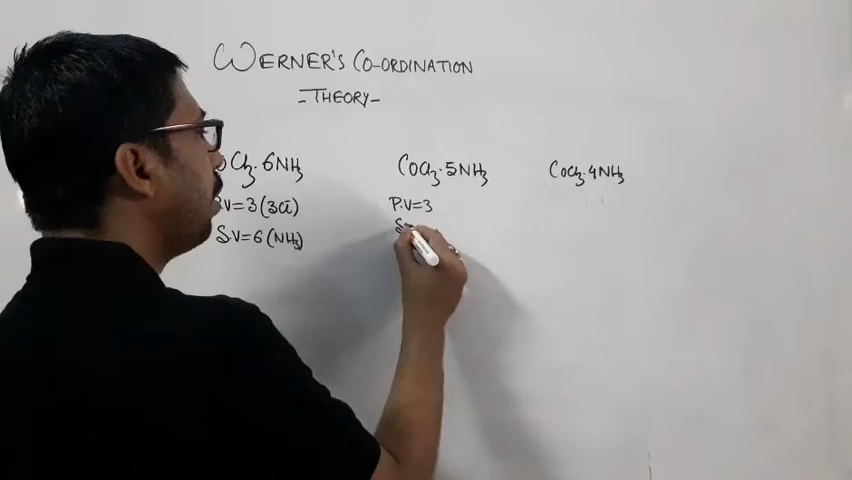 WERNER'S CO-ORDINATION
- THEORY -
Cl3·6NH3
CoCl3·5NH3
CoCl3·4NH3
.V=3(3Cl̄)
P.V=3
S.V=6(NH3)
S